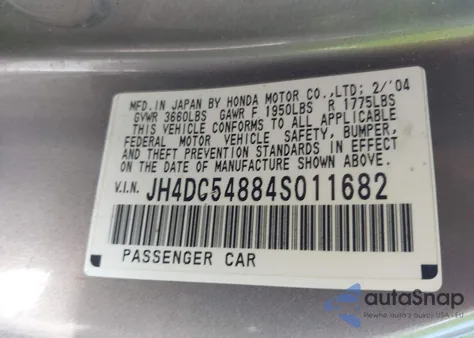 MFD.IN JAPAN BY HONDA MOTOR CO.,LTD; 2/'04
GVWR 3660LBS GAWR F 1950LBS R 1775LBS
THIS VEHICLE CONFORMS TO ALL APPLICABLE
FEDERAL MOTOR VEHICLE SAFETY, BUMPER,
AND THEFT PREVENTION STANDARDS IN EFFECT
ON THE DATE OF MANUFACTURE SHOWN ABOVE.
V.I.N. JH4DC54884S011682
PASSENGER CAR
autoSnap